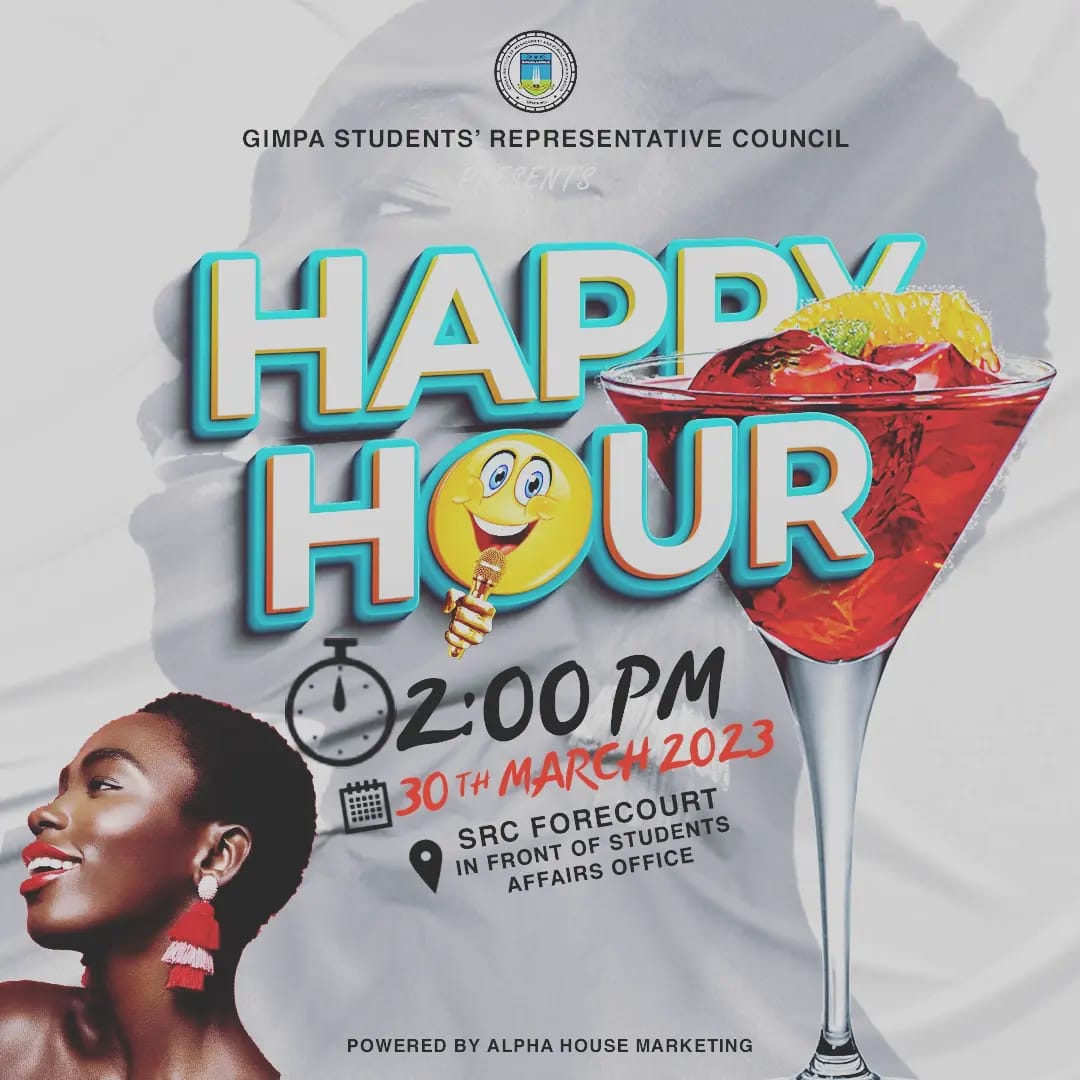 GIMPA STUDENTS' REPRESENTATIVE COUNCIL
PRESENTS
HAPPY
HOUR
2:00 PM
30TH MARCH 2023
SRC FORECOURT
IN FRONT OF STUDENTS
AFFAIRS OFFICE
POWERED BY ALPHA HOUSE MARKETING